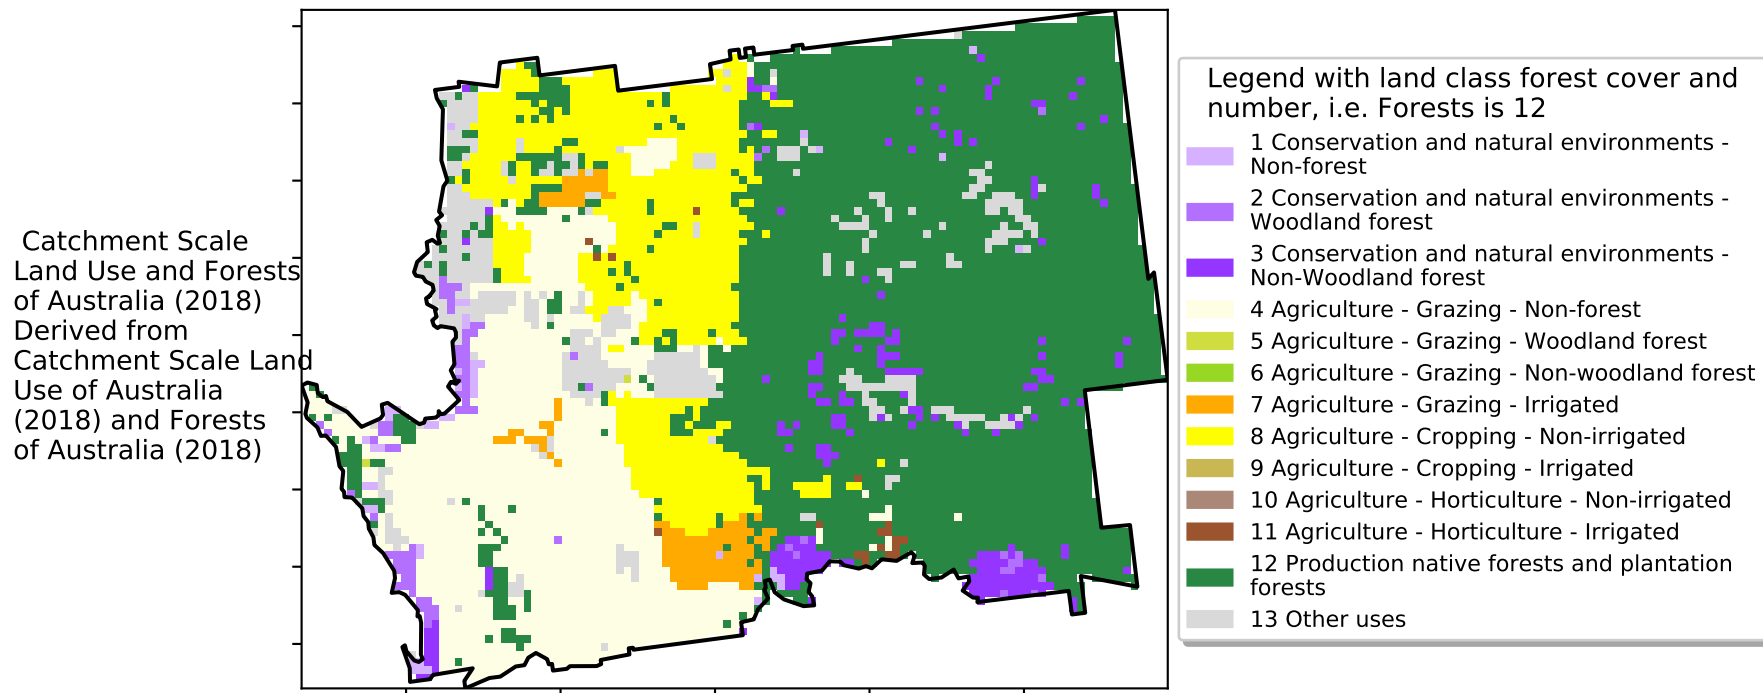 Catchment Scale
Land Use and Forests
of Australia (2018)
Derived from
Catchment Scale Land
Use of Australia
(2018) and Forests
of Australia (2018)
Legend with land class forest cover and
number, i.e. Forests is 12
1 Conservation and natural environments -
Non-forest
2 Conservation and natural environments -
Woodland forest
3 Conservation and natural environments -
Non-Woodland forest
4 Agriculture - Grazing - Non-forest
5 Agriculture - Grazing - Woodland forest
6 Agriculture - Grazing - Non-woodland forest
7 Agriculture - Grazing - Irrigated
8 Agriculture - Cropping - Non-irrigated
9 Agriculture - Cropping - Irrigated
10 Agriculture - Horticulture - Non-irrigated
11 Agriculture - Horticulture - Irrigated
12 Production native forests and plantation
forests
13 Other uses